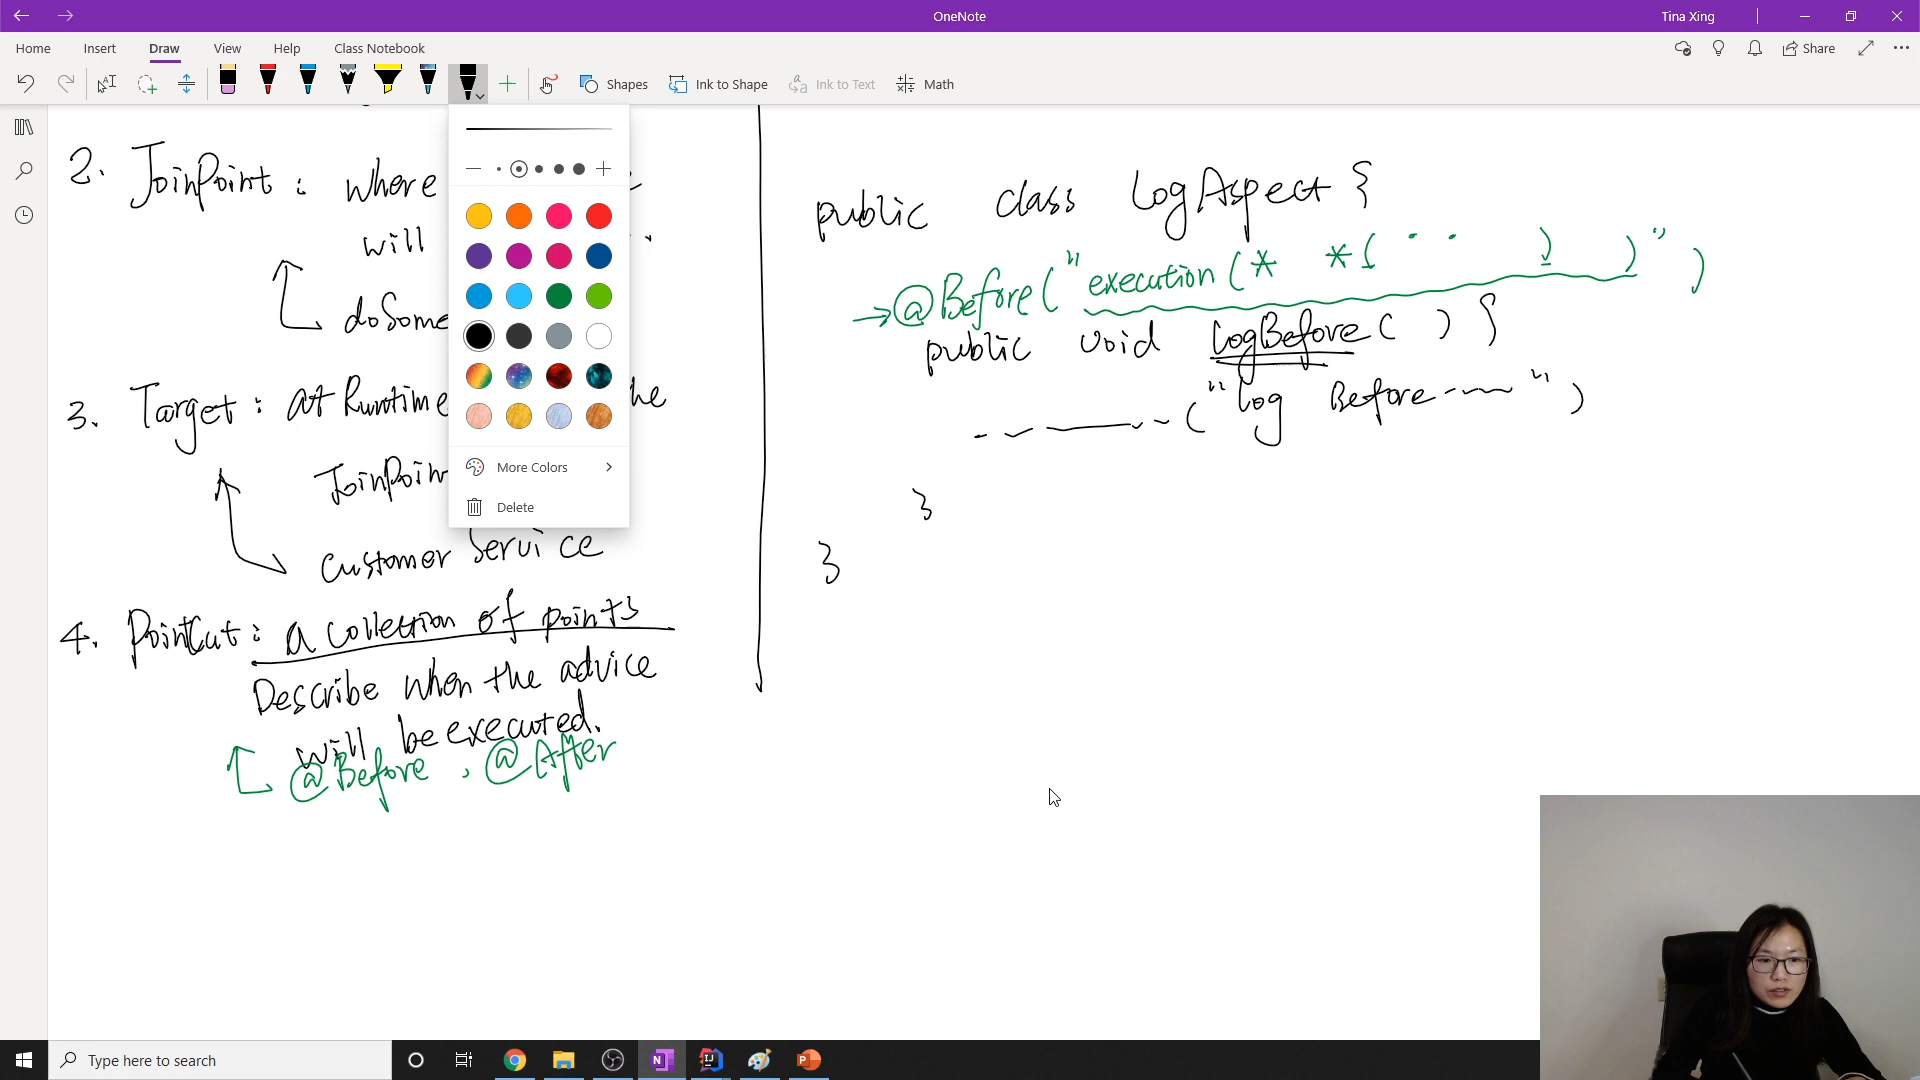 OneNote
Tina Xing
Home Insert Draw View Help Class Notebook
Share
Shapes Ink to Shape Ink to Text Math
2. JoinPoint : where
will
doSome
3. Target : at Runtime
JoinPoin
Customer Service
4. PointCut : a collection of points
Describe when the advice
will be executed.
@Before , @After
More Colors
Delete
public class LogAspect {
→ @Before("execution(* *( . . ) )")
public void LogBefore( ) {
("log Before---- ")
}
}
Type here to search